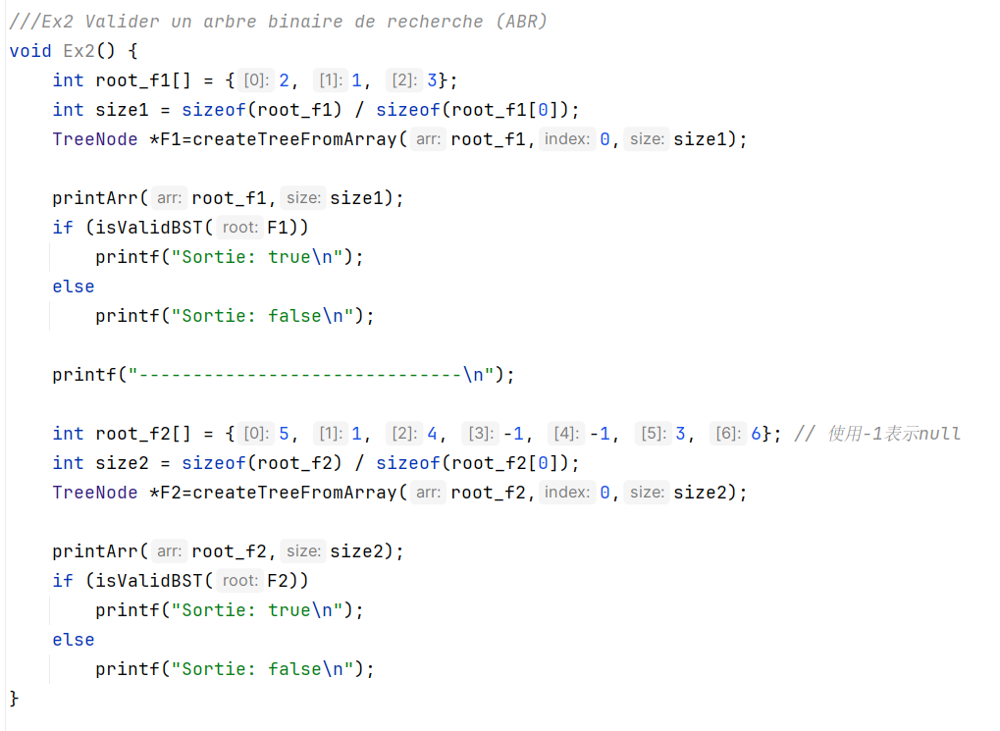 ///Ex2 Valider un arbre binaire de recherche (ABR)
void Ex2() {
    int root_f1[] = {[0]: 2, [1]: 1, [2]: 3};
    int size1 = sizeof(root_f1) / sizeof(root_f1[0]);
    TreeNode *F1=createTreeFromArray( arr: root_f1, index: 0, size: size1);

    printArr( arr: root_f1, size: size1);
    if (isValidBST( root: F1))
        printf("Sortie: true\n");
    else
        printf("Sortie: false\n");

    printf("------------------------------\n");

    int root_f2[] = {[0]: 5, [1]: 1, [2]: 4, [3]: -1, [4]: -1, [5]: 3, [6]: 6}; // 使用-1表示null
    int size2 = sizeof(root_f2) / sizeof(root_f2[0]);
    TreeNode *F2=createTreeFromArray( arr: root_f2, index: 0, size: size2);

    printArr( arr: root_f2, size: size2);
    if (isValidBST( root: F2))
        printf("Sortie: true\n");
    else
        printf("Sortie: false\n");
}